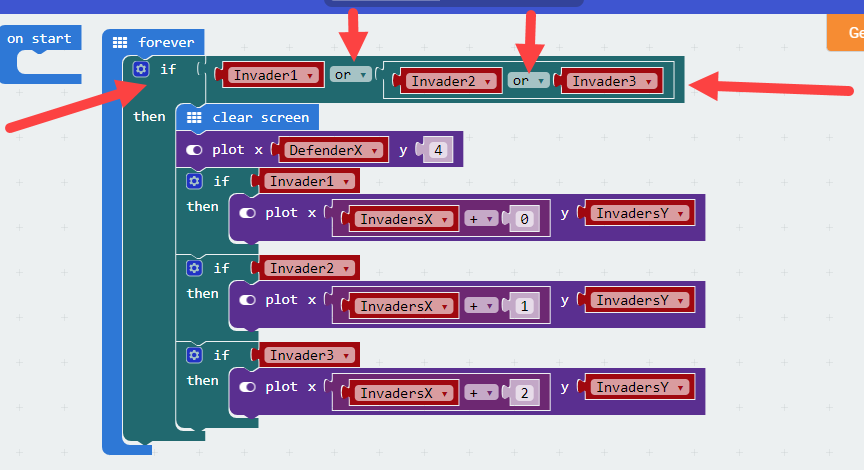 on start
Ge
forever
if Invader1 or Invader2 or Invader3
then clear screen
plot x DefenderX y 4
if Invader1
then plot x InvadersX + 0 y InvadersY
if Invader2
then plot x InvadersX + 1 y InvadersY
if Invader3
then plot x InvadersX + 2 y InvadersY